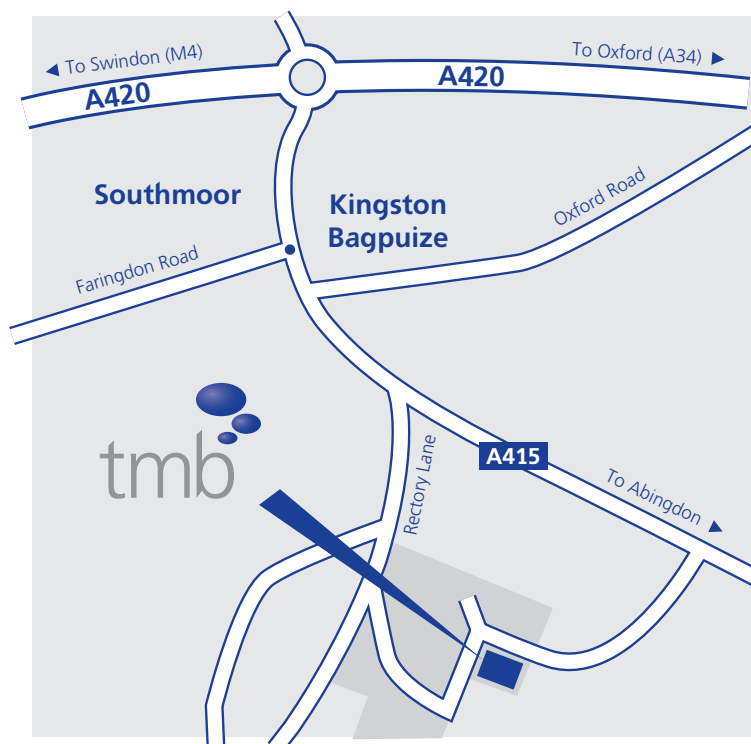 To Swindon (M4)
To Oxford (A34)
A420
A420
Southmoor
Kingston
Bagpuize
Oxford Road
Faringdon Road
tmb
Rectory Lane
A415
To Abingdon